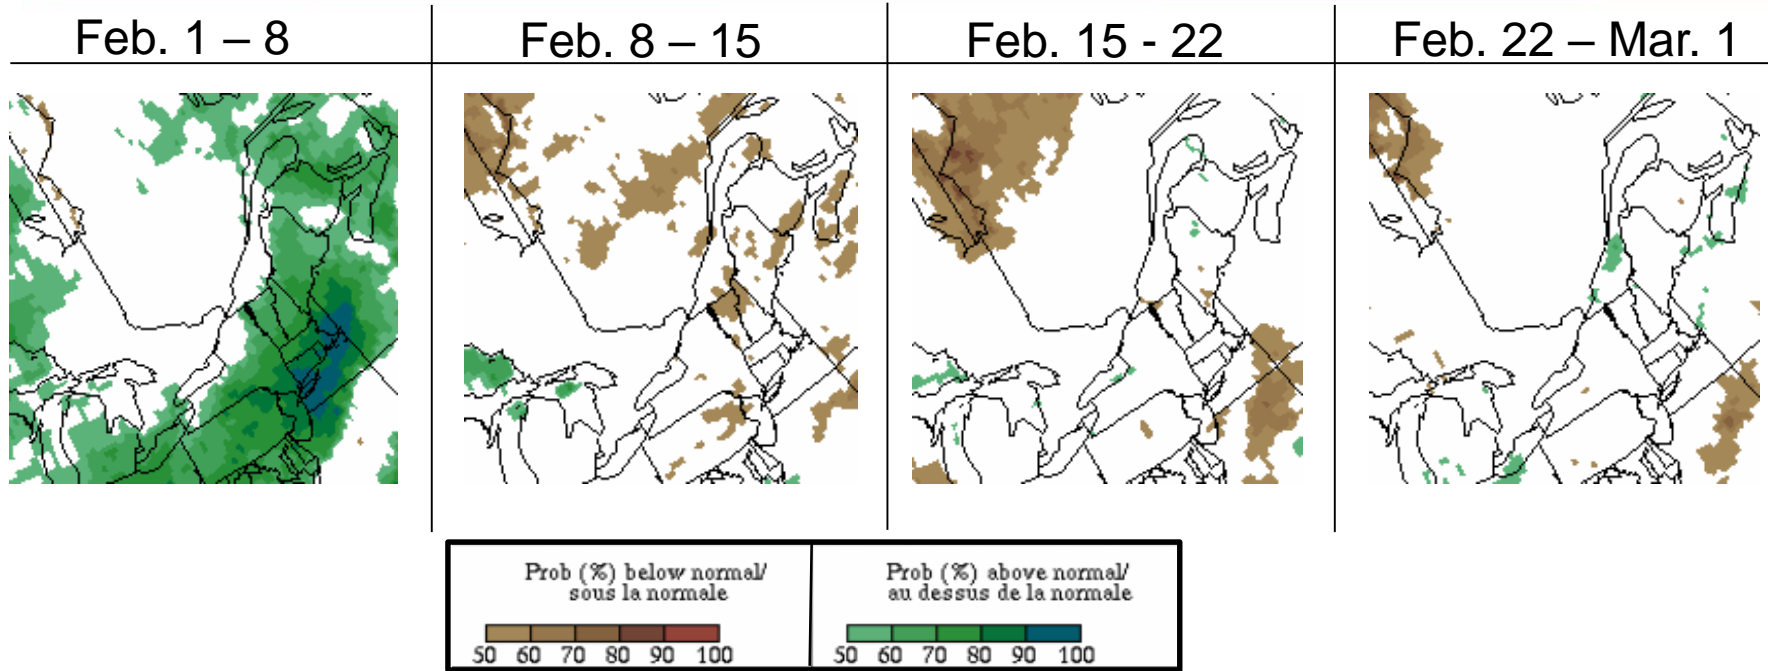 Feb. 1 – 8
Feb. 8 – 15
Feb. 15 - 22
Feb. 22 – Mar. 1
Prob (%) below normal/
sous la normale
50 60 70 80 90 100
Prob (%) above normal/
au dessus de la normale
50 60 70 80 90 100